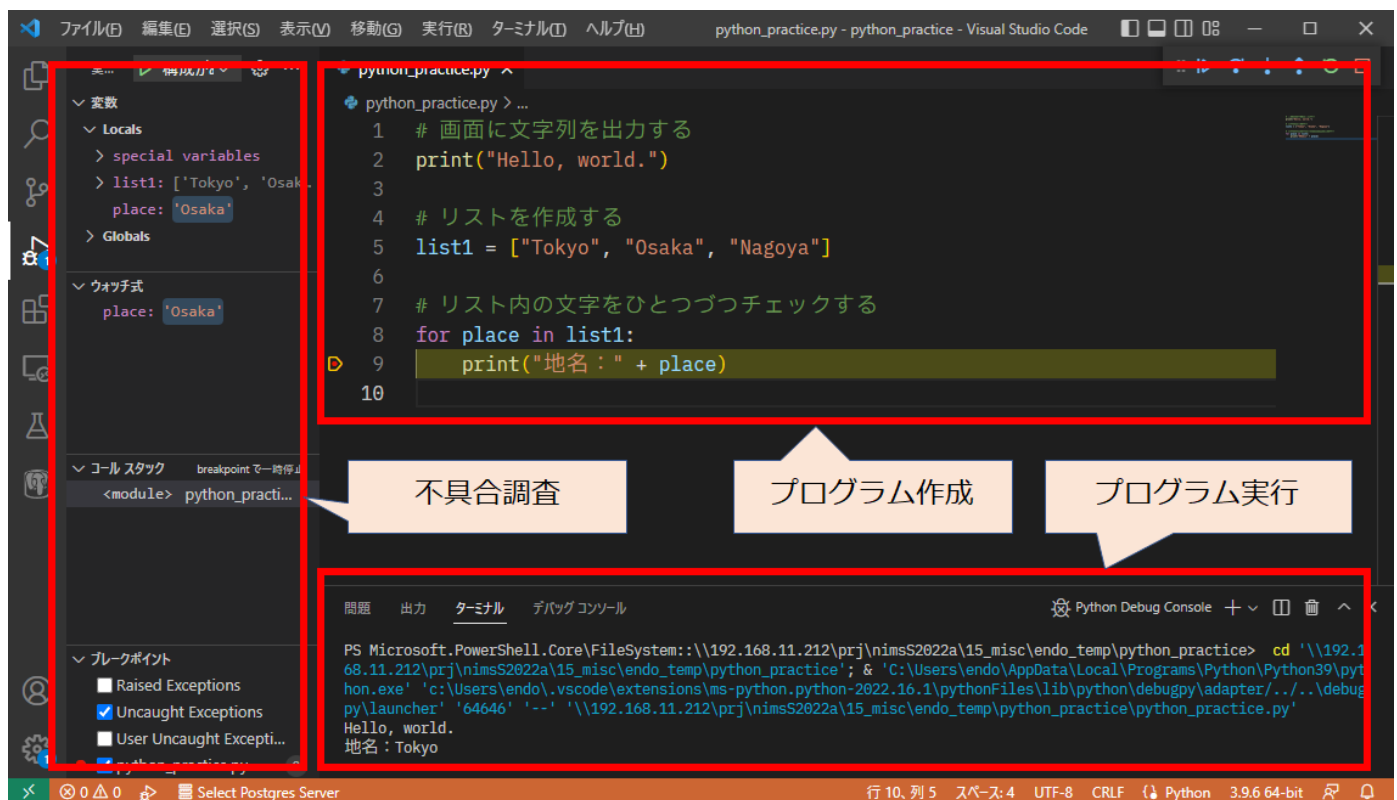 ファイル(F) 編集(E) 選択(S) 表示(V) 移動(G) 実行(R) ターミナル(T) ヘルプ(H) python_practice.py - python_practice - Visual Studio Code
python_practice.py
変数
Locals
special variables
list1: ['Tokyo', 'Osak..
place: 'Osaka'
Globals
ウォッチ式
place: 'Osaka'
コール スタック breakpoint で一時停止
<module> python_practi...
ブレークポイント
Raised Exceptions
Uncaught Exceptions
User Uncaught Excepti...
python_practice.py
python_practice.py > ...
1 # 画面に文字列を出力する
2 print("Hello, world.")
3
4 # リストを作成する
5 list1 = ["Tokyo", "Osaka", "Nagoya"]
6
7 # リスト内の文字をひとつづつチェックする
8 for place in list1:
9 print("地名：" + place)
10
不具合調査
プログラム作成
プログラム実行
問題 出力 ターミナル デバッグ コンソール Python Debug Console
PS Microsoft.PowerShell.Core\FileSystem::\\192.168.11.212\prj\nimsS2022a\15_misc\endo_temp\python_practice> cd '\\192.1
68.11.212\prj\nimsS2022a\15_misc\endo_temp\python_practice'; & 'C:\Users\endo\AppData\Local\Programs\Python\Python39\pyt
hon.exe' 'c:\Users\endo\.vscode\extensions\ms-python.python-2022.16.1\pythonFiles\lib\python\debugpy\adapter/../..\debug
py\launcher' '64646' '--' '\\192.168.11.212\prj\nimsS2022a\15_misc\endo_temp\python_practice\python_practice.py'
Hello, world.
地名：Tokyo
0 0 Select Postgres Server 行 10、列 5 スペース: 4 UTF-8 CRLF Python 3.9.6 64-bit